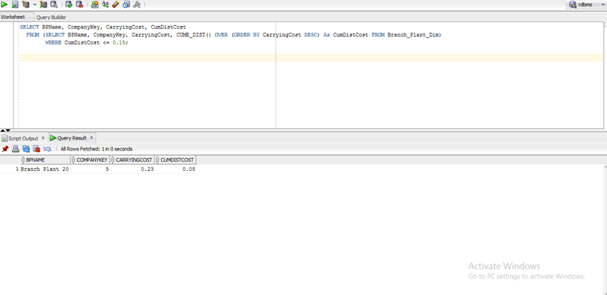 rdbms
Worksheet Query Builder
SELECT BPName, CompanyKey, CarryingCost, CumDistCost
FROM (SELECT BPName, CompanyKey, CarryingCost, CUME_DIST() OVER (ORDER BY CarryingCost DESC) As CumDistCost FROM Branch_Plant_Dim)
WHERE CumDistCost <= 0.15;
Script Output × Query Result ×
SQL | All Rows Fetched: 1 in 0 seconds
BPNAME COMPANYKEY CARRYINGCOST CUMDISTCOST
1 Branch Plant 20 5 0.23 0.05
Activate Windows
Go to PC settings to activate Windows.